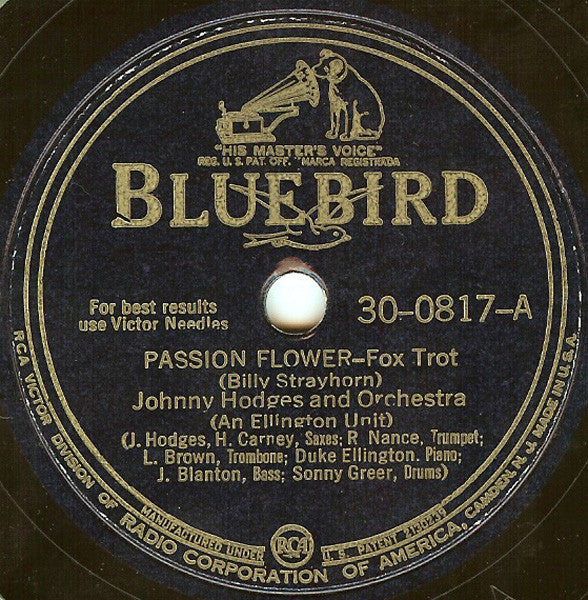 "HIS MASTER'S VOICE"
REG. U.S. PAT. OFF. "MARCA REGISTRADA
BLUEBIRD
For best results
use Victor Needles
30-0817-A
PASSION FLOWER-Fox Trot
(Billy Strayhorn)
Johnny Hodges and Orchestra
(An Ellington Unit)
(J. Hodges, H. Carney, Saxes; R Nance, Trumpet;
L. Brown, Trombone; Duke Ellington. Piano;
J. Blanton, Bass; Sonny Greer, Drums)
MANUFACTURED UNDER RCA U. S. PATENT 2130239
RCA VICTOR DIVISION OF RADIO CORPORATION OF AMERICA, CAMDEN, N. J. MADE IN U.S.A.